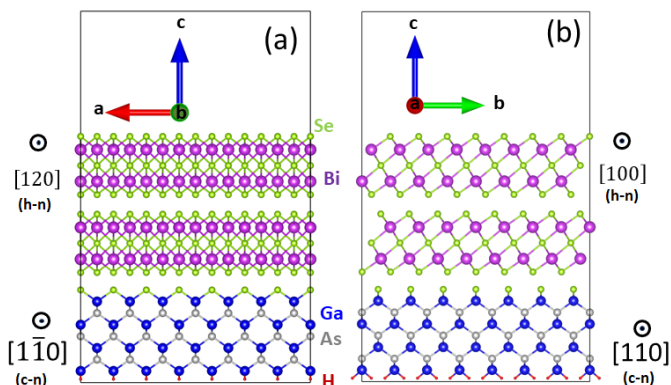 (a)
c
a
b
Se
[120]
(h-n)
Bi
Ga
As
[11̄0]
(c-n)
H
(b)
c
a
b
[100]
(h-n)
[110]
(c-n)